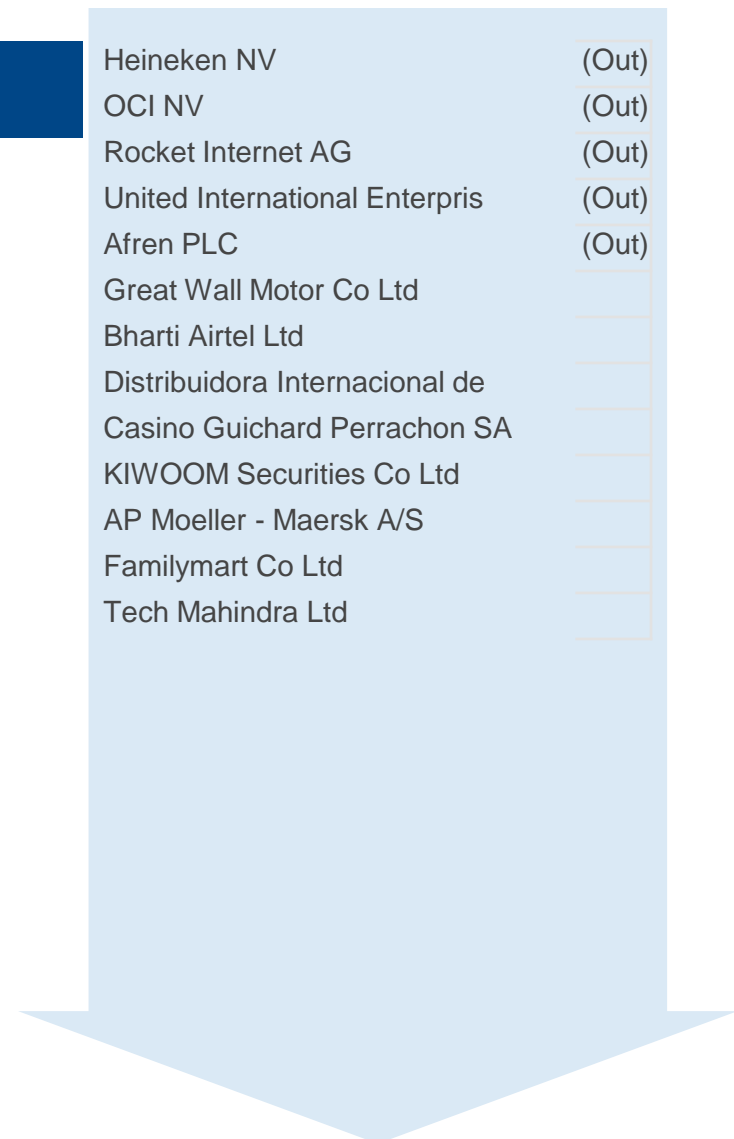 Heineken NV (Out)
OCI NV (Out)
Rocket Internet AG (Out)
United International Enterpris (Out)
Afren PLC (Out)
Great Wall Motor Co Ltd
Bharti Airtel Ltd
Distribuidora Internacional de
Casino Guichard Perrachon SA
KIWOOM Securities Co Ltd
AP Moeller - Maersk A/S
Familymart Co Ltd
Tech Mahindra Ltd